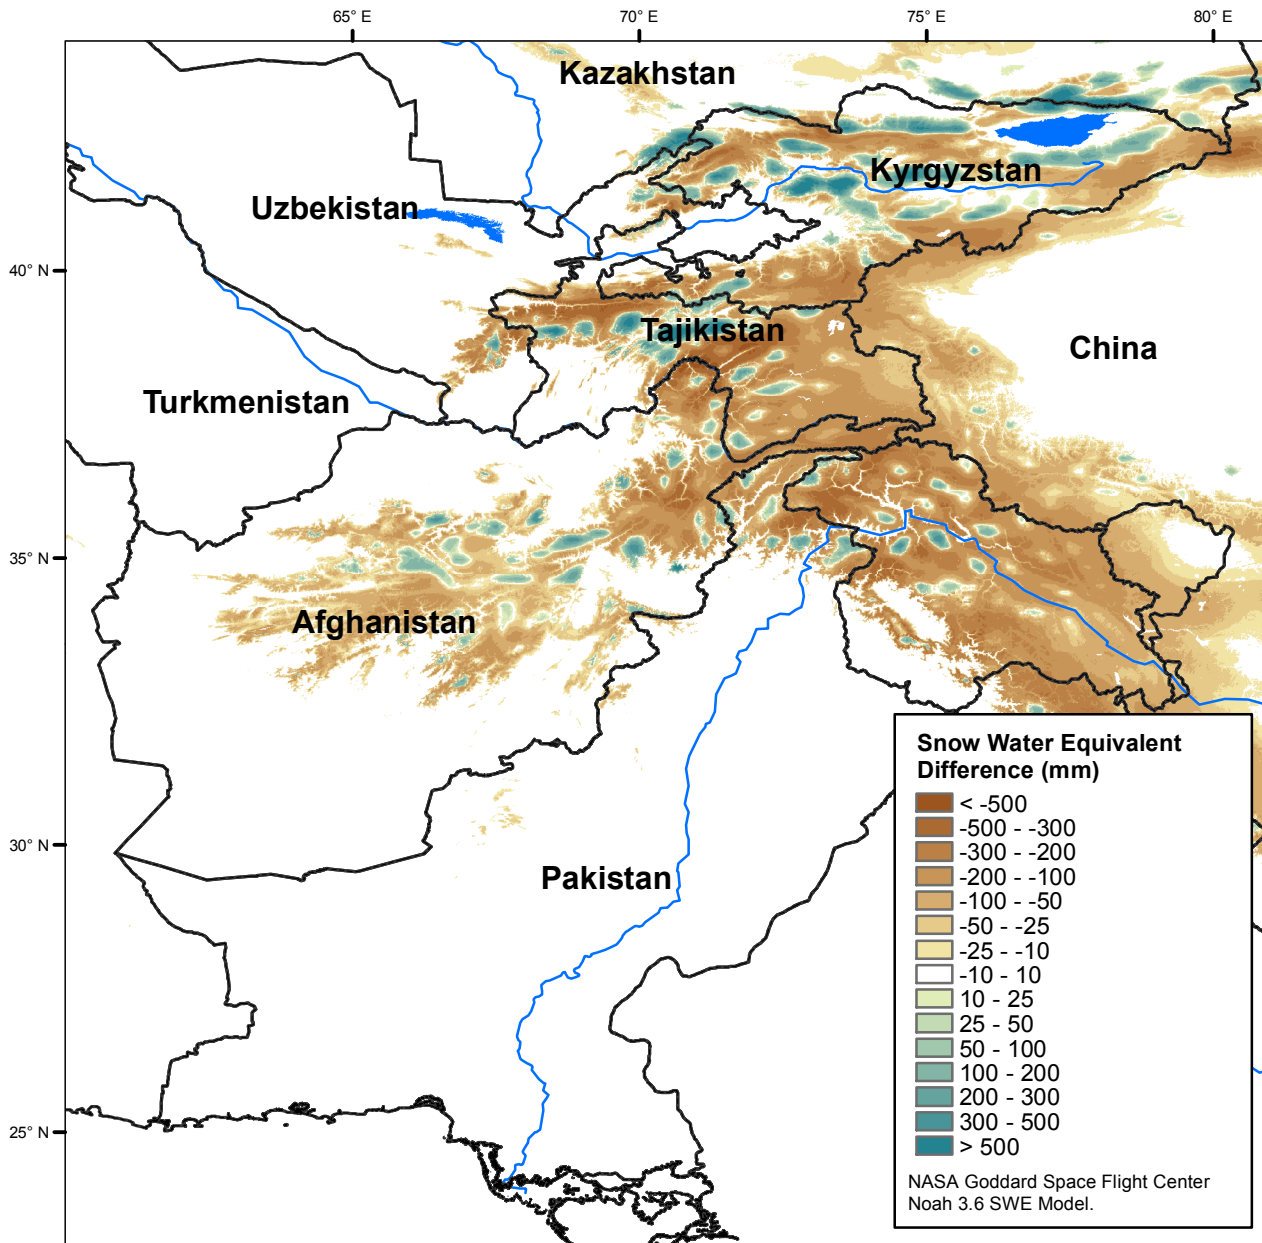 65° E 70° E 75° E 80° E
Kazakhstan
Kyrgyzstan
Uzbekistan
40° N
Tajikistan
China
Turkmenistan
35° N
Afghanistan
30° N
Pakistan
25° N
Snow Water Equivalent
Difference (mm)
< -500
-500 - -300
-300 - -200
-200 - -100
-100 - -50
-50 - -25
-25 - -10
-10 - 10
10 - 25
25 - 50
50 - 100
100 - 200
200 - 300
300 - 500
> 500
NASA Goddard Space Flight Center
Noah 3.6 SWE Model.